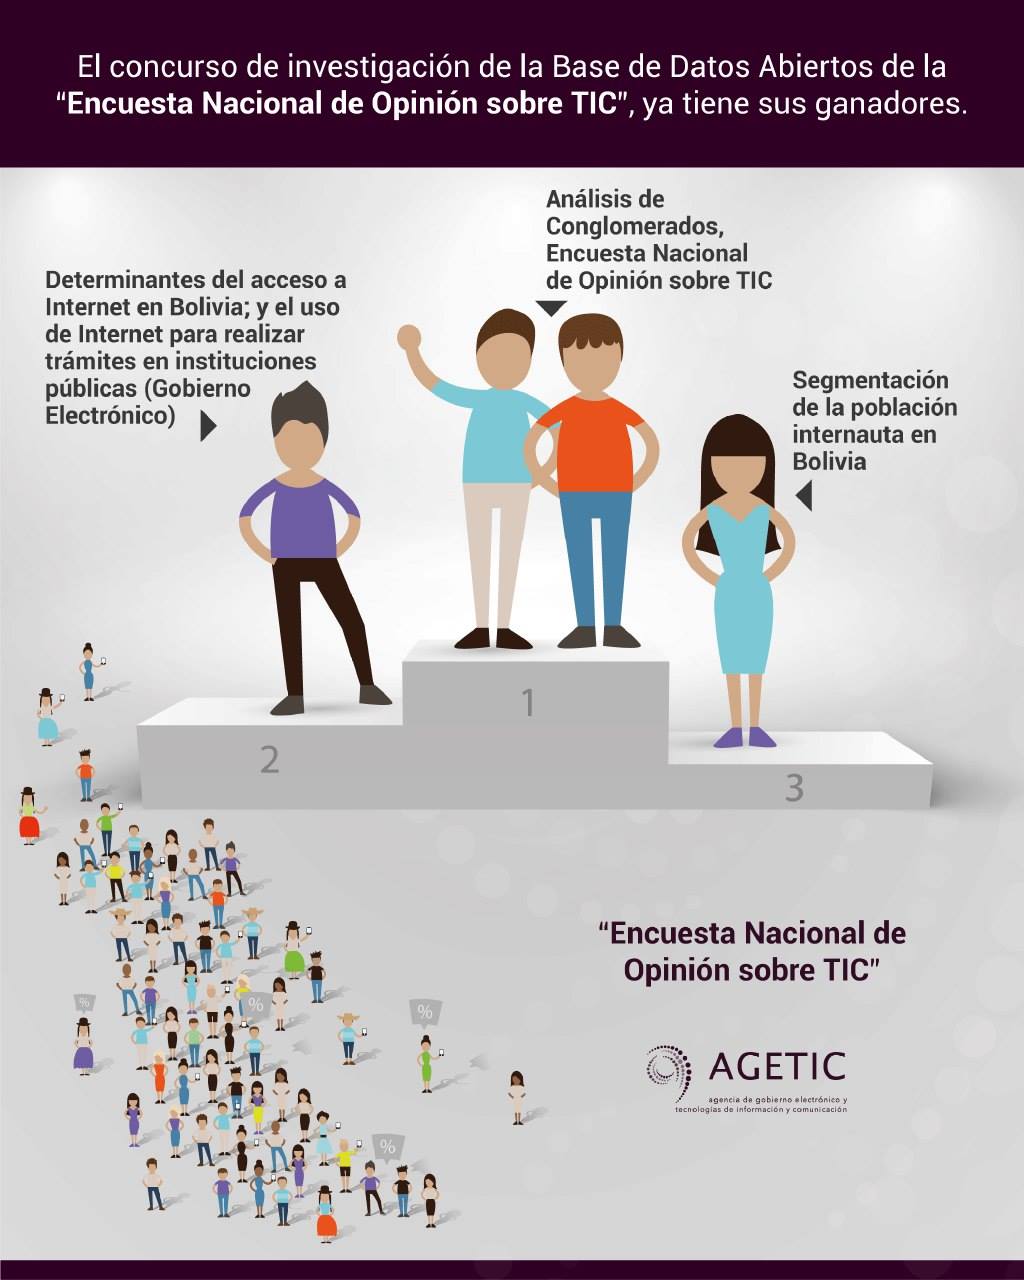 El concurso de investigación de la Base de Datos Abiertos de la
“Encuesta Nacional de Opinión sobre TIC”, ya tiene sus ganadores.
Análisis de
Conglomerados,
Encuesta Nacional
de Opinión sobre TIC
Determinantes del acceso a
Internet en Bolivia; y el uso
de Internet para realizar
trámites en instituciones
públicas (Gobierno
Electrónico)
Segmentación
de la población
internauta en
Bolivia
1
2
3
“Encuesta Nacional de
Opinión sobre TIC”
%
%
%
%
AGETIC
agencia de gobierno electrónico y
tecnologías de información y comunicación